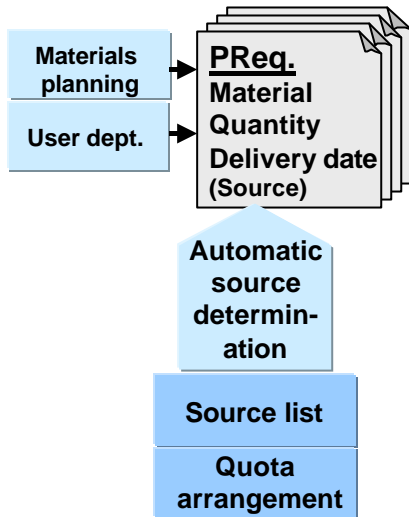 Materials
planning
User dept.
PReq.
Material
Quantity
Delivery date
(Source)
Automatic
source
determin-
ation
Source list
Quota
arrangement